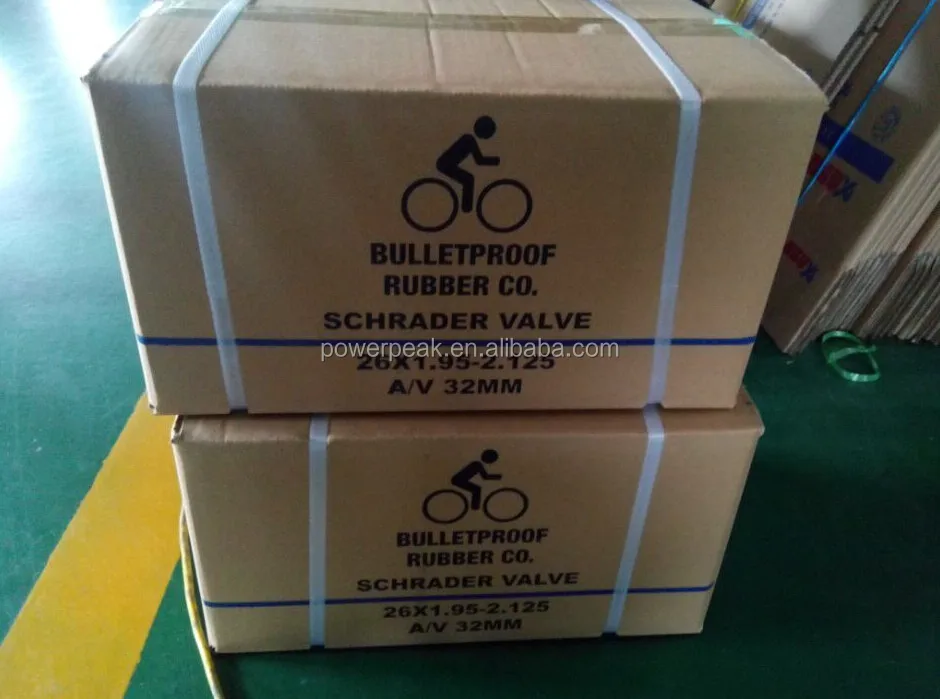 BULLETPROOF
RUBBER CO.
SCHRADER VALVE
powerpeak.en.alibaba.com
26X1.95-2.125
A/V 32MM
BULLETPROOF
RUBBER CO.
SCHRADER VALVE
26X1.95-2.125
A/V 32MM